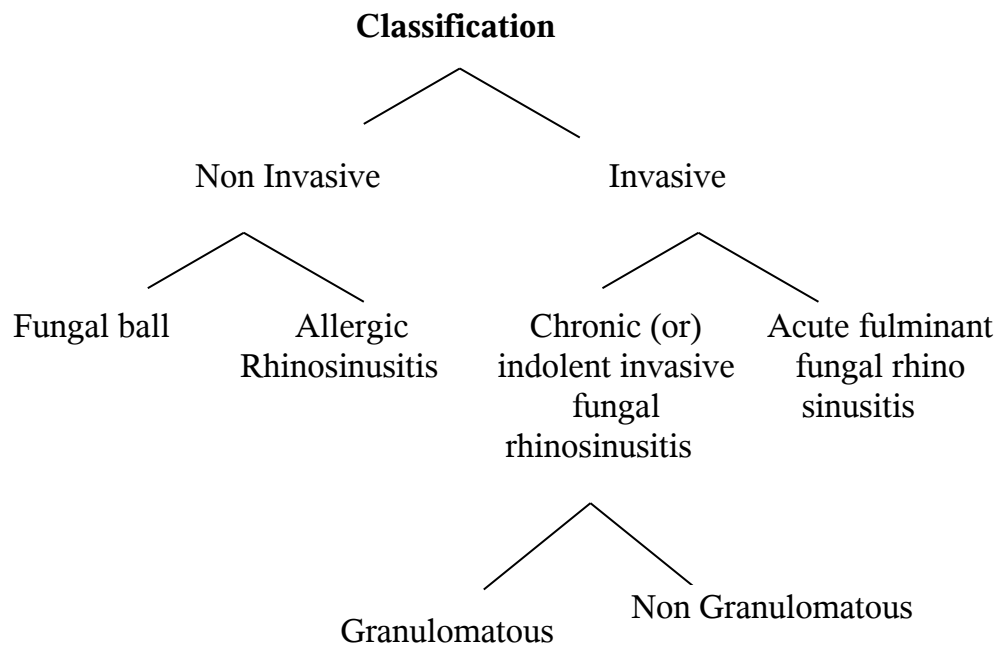 Classification
Non Invasive
Invasive
Fungal ball
Allergic
Rhinosinusitis
Chronic (or)
indolent invasive
fungal
rhinosinusitis
Acute fulminant
fungal rhino
sinusitis
Granulomatous
Non Granulomatous